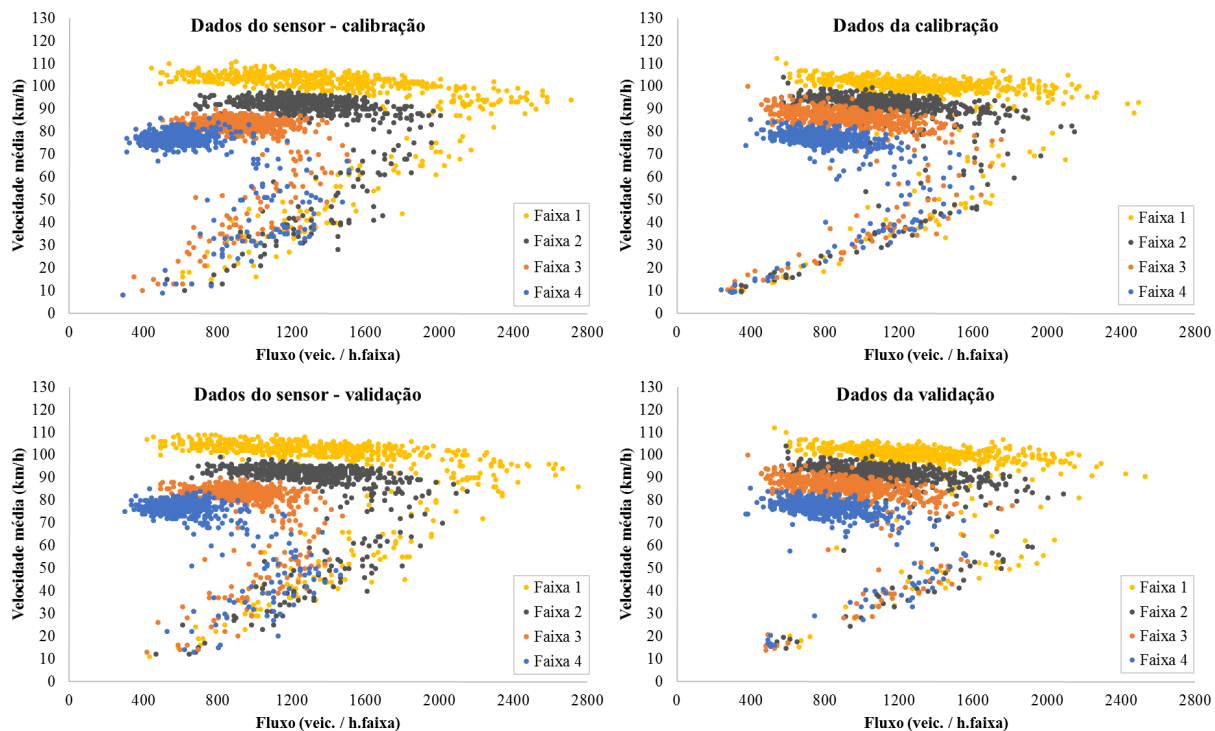 Dados do sensor - calibração
Velocidade média (km/h)
130
120
110
100
90
80
70
60
50
40
30
20
10
0
0 400 800 1200 1600 2000 2400 2800
Fluxo (veic. / h.faixa)
Faixa 1
Faixa 2
Faixa 3
Faixa 4
Dados da calibração
Velocidade média (km/h)
130
120
110
100
90
80
70
60
50
40
30
20
10
0
0 400 800 1200 1600 2000 2400 2800
Fluxo (veic. / h.faixa)
Faixa 1
Faixa 2
Faixa 3
Faixa 4
Dados do sensor - validação
Velocidade média (km/h)
130
120
110
100
90
80
70
60
50
40
30
20
10
0
0 400 800 1200 1600 2000 2400 2800
Fluxo (veic. / h.faixa)
Faixa 1
Faixa 2
Faixa 3
Faixa 4
Dados da validação
Velocidade média (km/h)
130
120
110
100
90
80
70
60
50
40
30
20
10
0
0 400 800 1200 1600 2000 2400 2800
Fluxo (veic. / h.faixa)
Faixa 1
Faixa 2
Faixa 3
Faixa 4